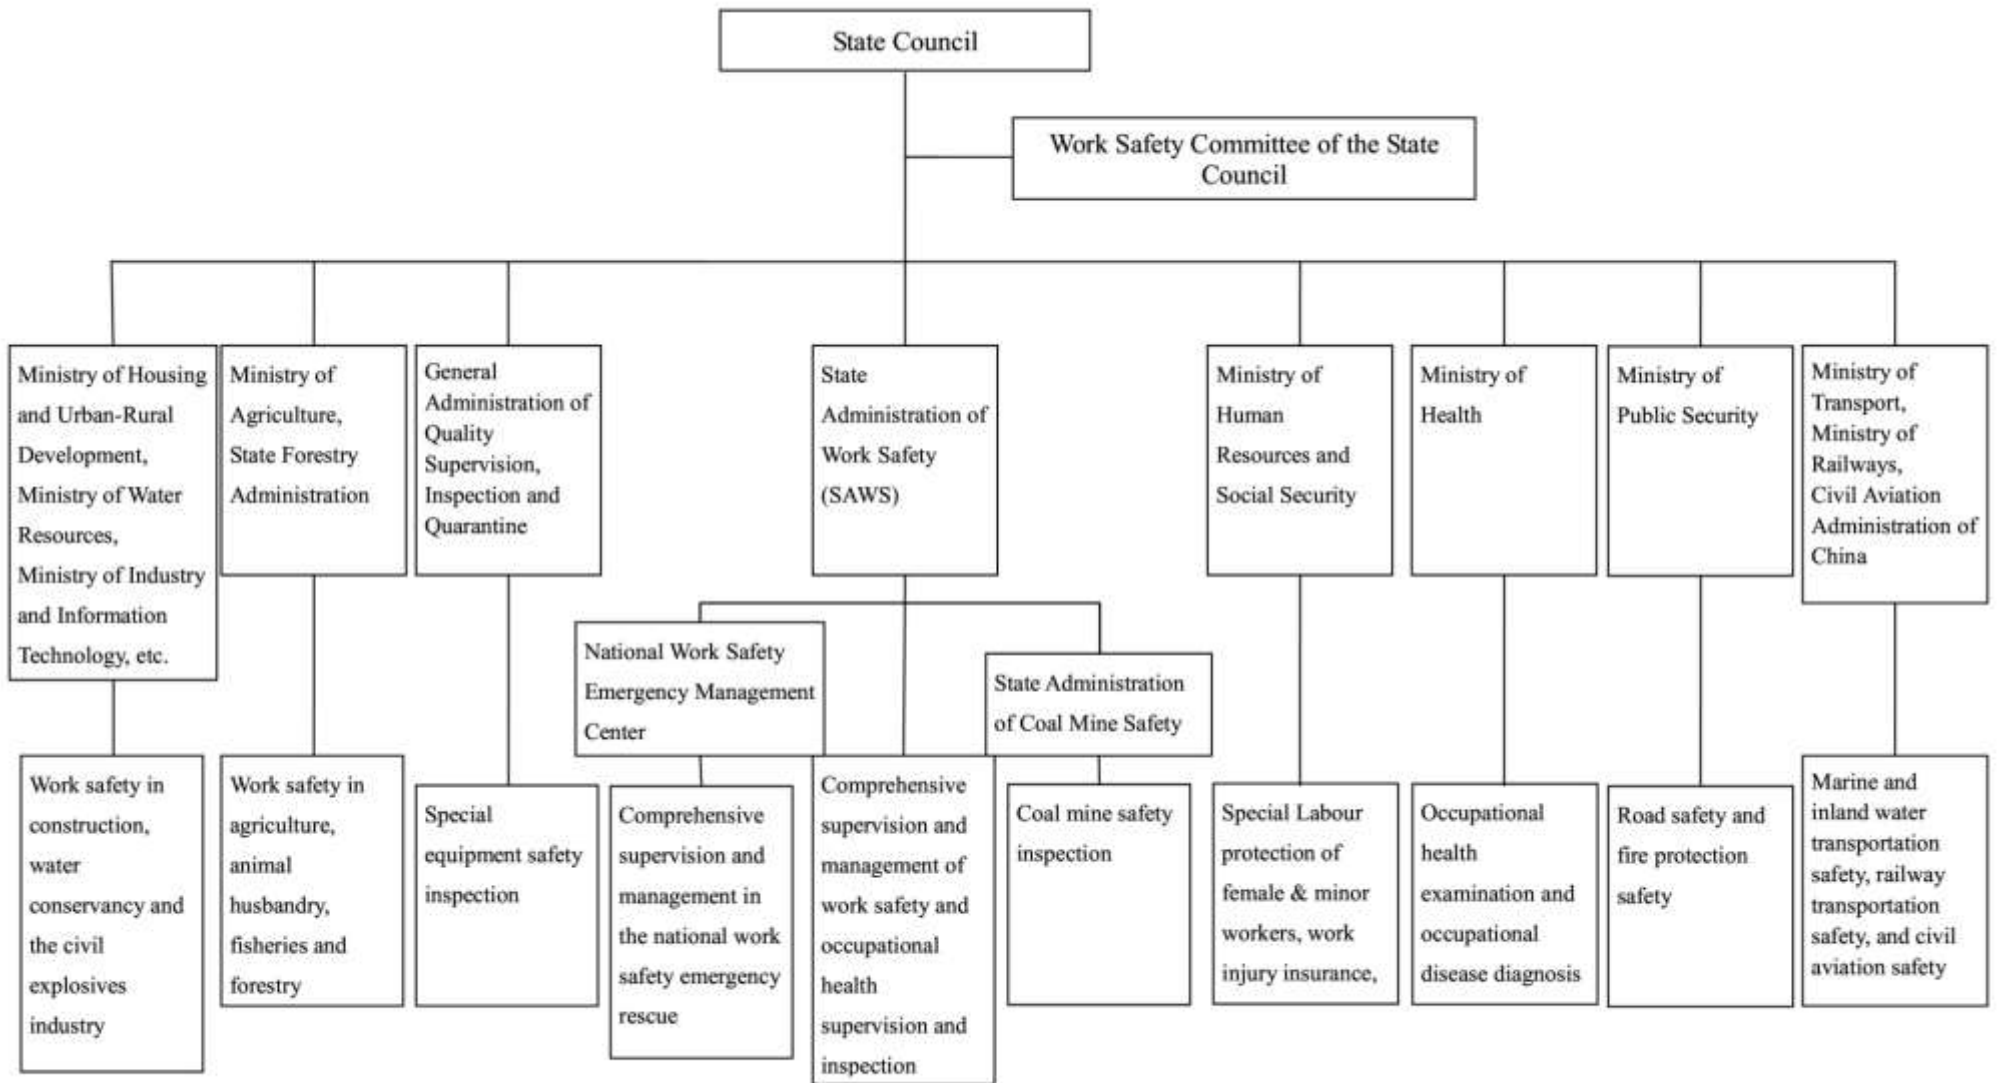 State Council
Work Safety Committee of the State
Council
Ministry of Housing
and Urban-Rural
Development,
Ministry of Water
Resources,
Ministry of Industry
and Information
Technology, etc.
Ministry of
Agriculture,
State Forestry
Administration
General
Administration of
Quality
Supervision,
Inspection and
Quarantine
State
Administration of
Work Safety
(SAWS)
Ministry of
Human
Resources and
Social Security
Ministry of
Health
Ministry of
Public Security
Ministry of
Transport,
Ministry of
Railways,
Civil Aviation
Administration of
China
National Work Safety
Emergency Management
Center
State Administration
of Coal Mine Safety
Work safety in
construction,
water
conservancy and
the civil
explosives
industry
Work safety in
agriculture,
animal
husbandry,
fisheries and
forestry
Special
equipment safety
inspection
Comprehensive
supervision and
management in
the national work
safety emergency
rescue
Comprehensive
supervision and
management of
work safety and
occupational
health
supervision and
inspection
Coal mine safety
inspection
Special Labour
protection of
female & minor
workers, work
injury insurance,
Occupational
health
examination and
occupational
disease diagnosis
Road safety and
fire protection
safety
Marine and
inland water
transportation
safety, railway
transportation
safety, and civil
aviation safety